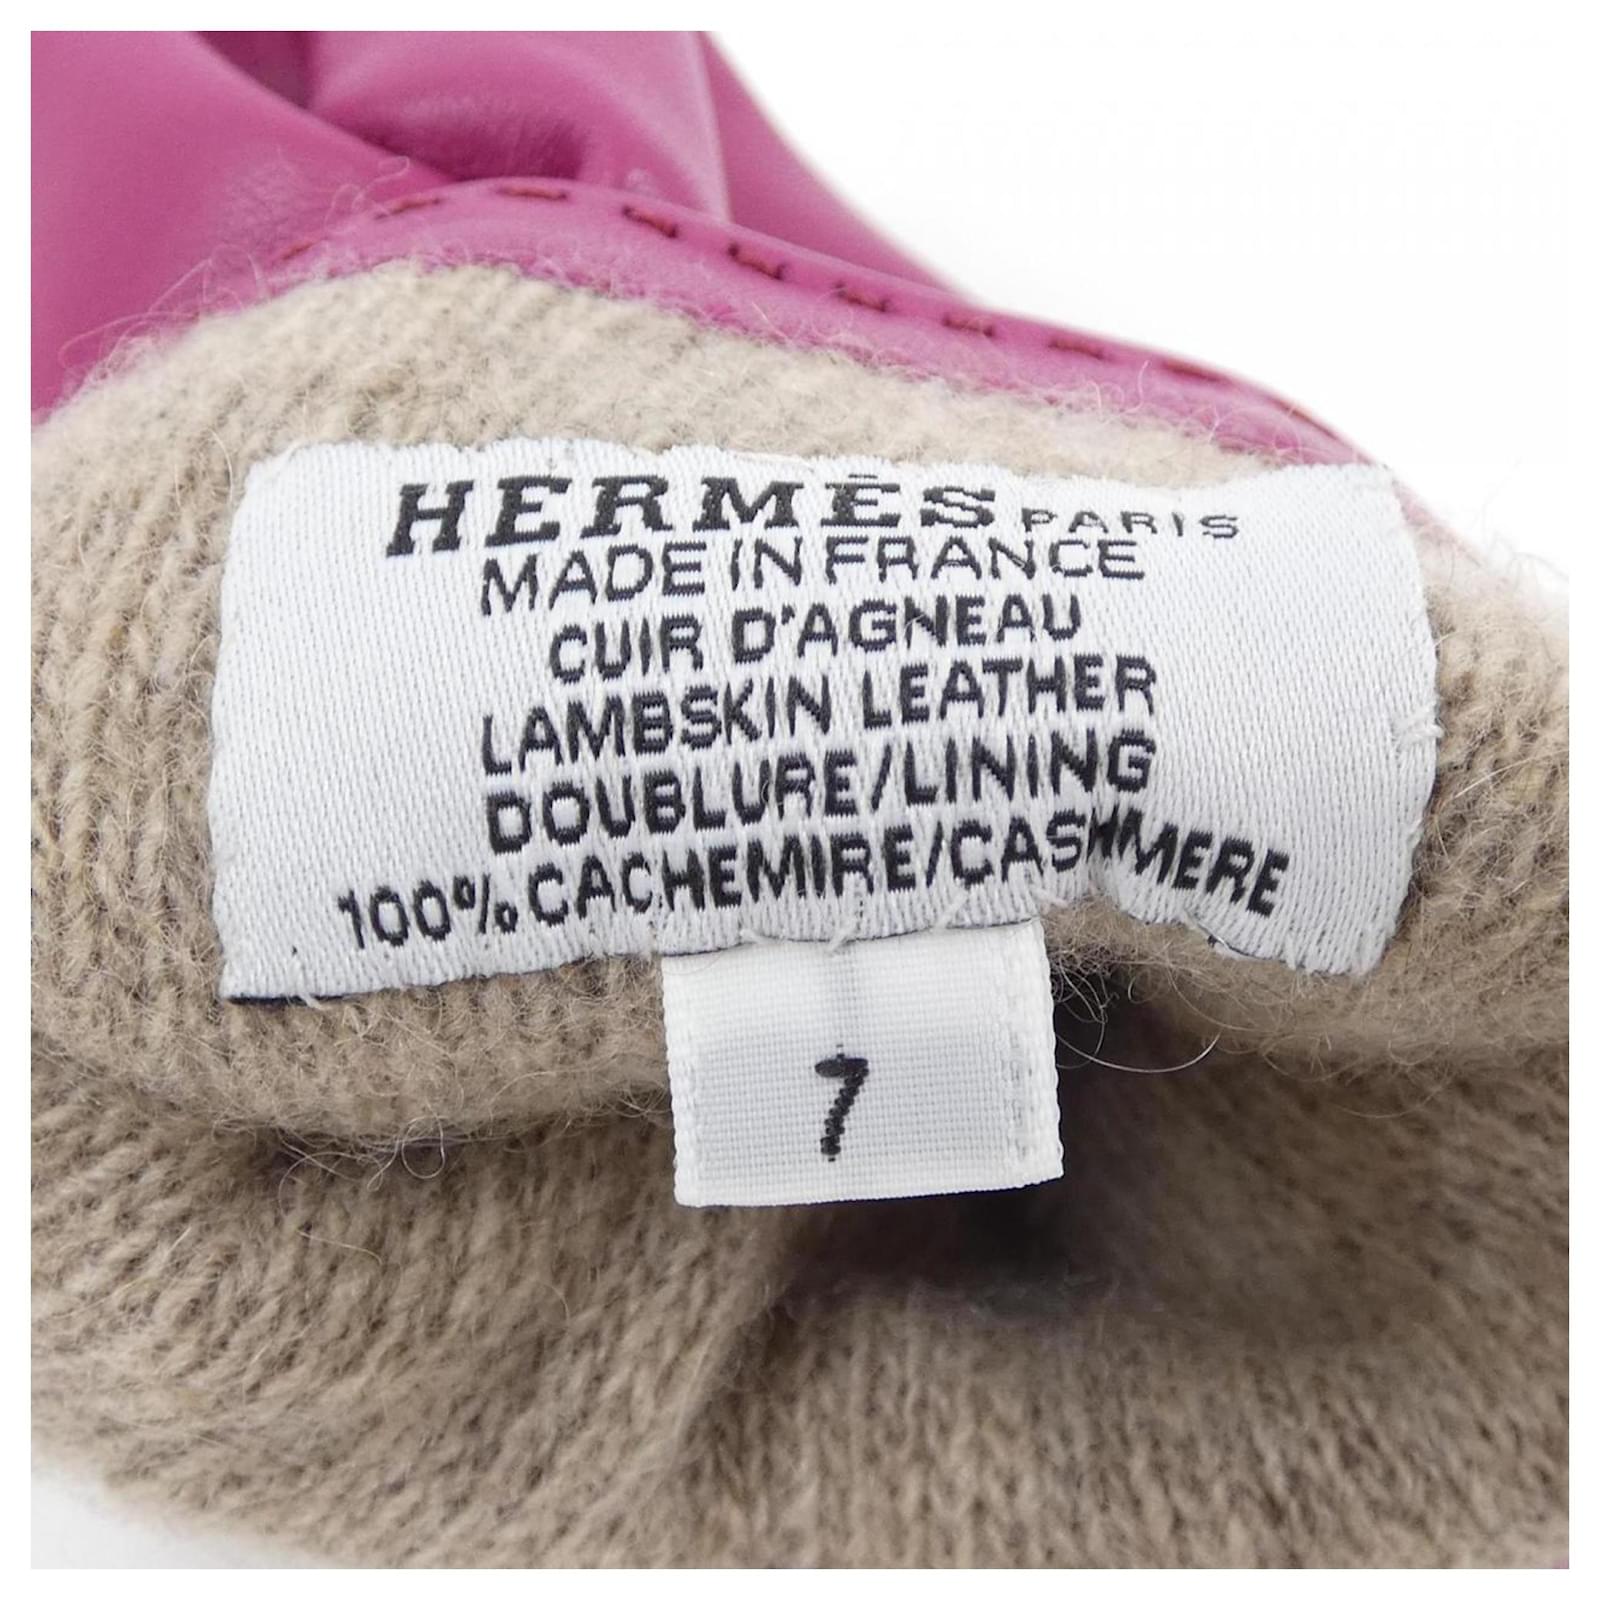 HERMÈS PARIS
MADE IN FRANCE
CUIR D'AGNEAU
LAMBSKIN LEATHER
DOUBLURE/LINING
100% CACHEMIRE/CASHMERE
7